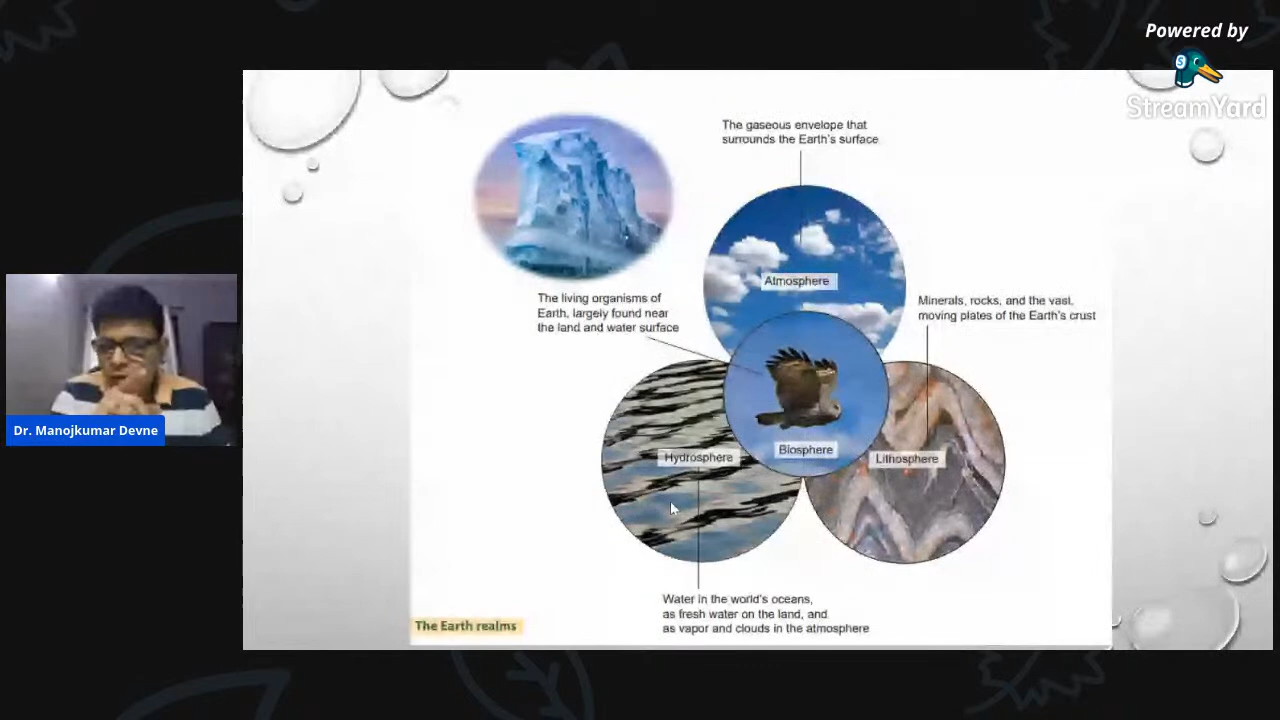 Powered by
StreamYard
The gaseous envelope that
surrounds the Earth's surface
Atmosphere
The living organisms of
Earth, largely found near
the land and water surface
Minerals, rocks, and the vast,
moving plates of the Earth's crust
Biosphere
Hydrosphere
Lithosphere
Dr. Manojkumar Devne
Water in the world's oceans,
as fresh water on the land, and
as vapor and clouds in the atmosphere
The Earth realms